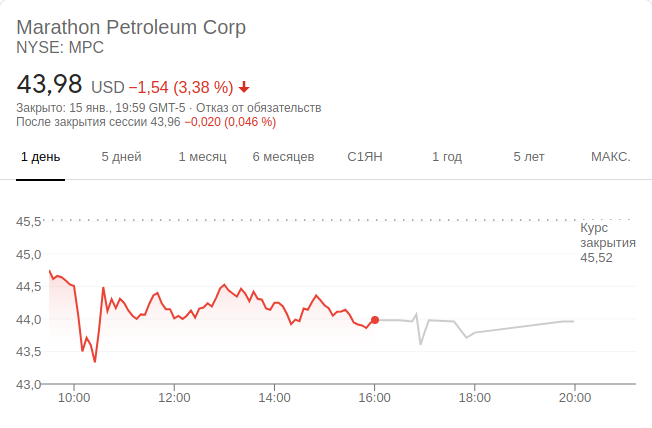 Marathon Petroleum Corp
NYSE: MPC
43,98 USD −1,54 (3,38 %)
Закрыто: 15 янв., 19:59 GMT-5 · Отказ от обязательств
После закрытия сессии 43,96 −0,020 (0,046 %)
1 день 5 дней 1 месяц 6 месяцев С1ЯН 1 год 5 лет МАКС.
45,5
Курс
закрытия
45,52
45,0
44,5
44,0
43,5
43,0
10:00 12:00 14:00 16:00 18:00 20:00